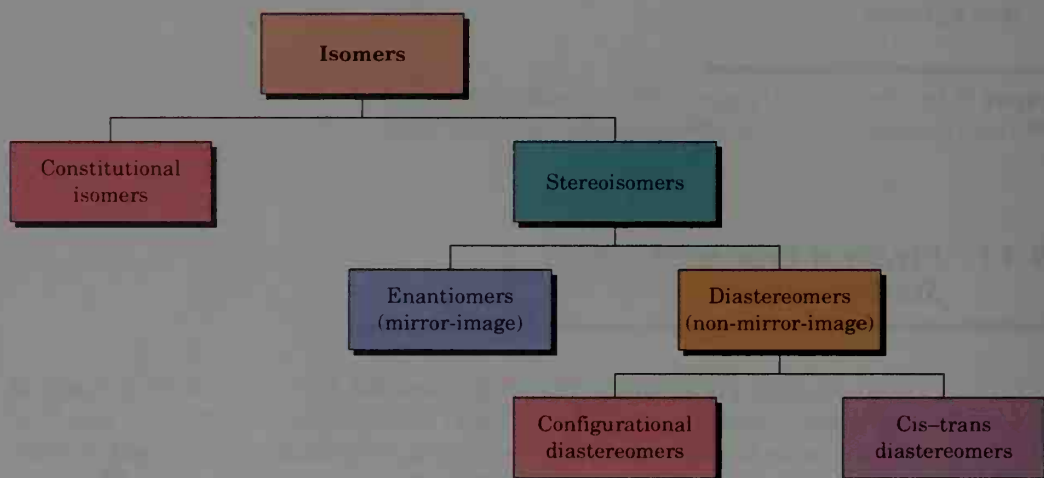 Isomers
Constitutional
isomers
Stereoisomers
Enantiomers
(mirror-image)
Diastereomers
(non-mirror-image)
Configurational
diastereomers
Cis–trans
diastereomers